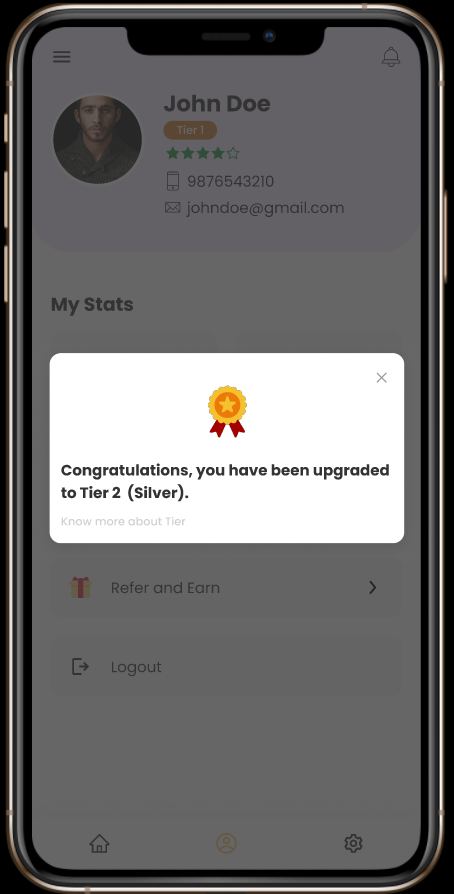 John Doe
Tier 1
9876543210
johndoe@gmail.com
My Stats
Congratulations, you have been upgraded
to Tier 2 (Silver).
Know more about Tier
Refer and Earn
Logout